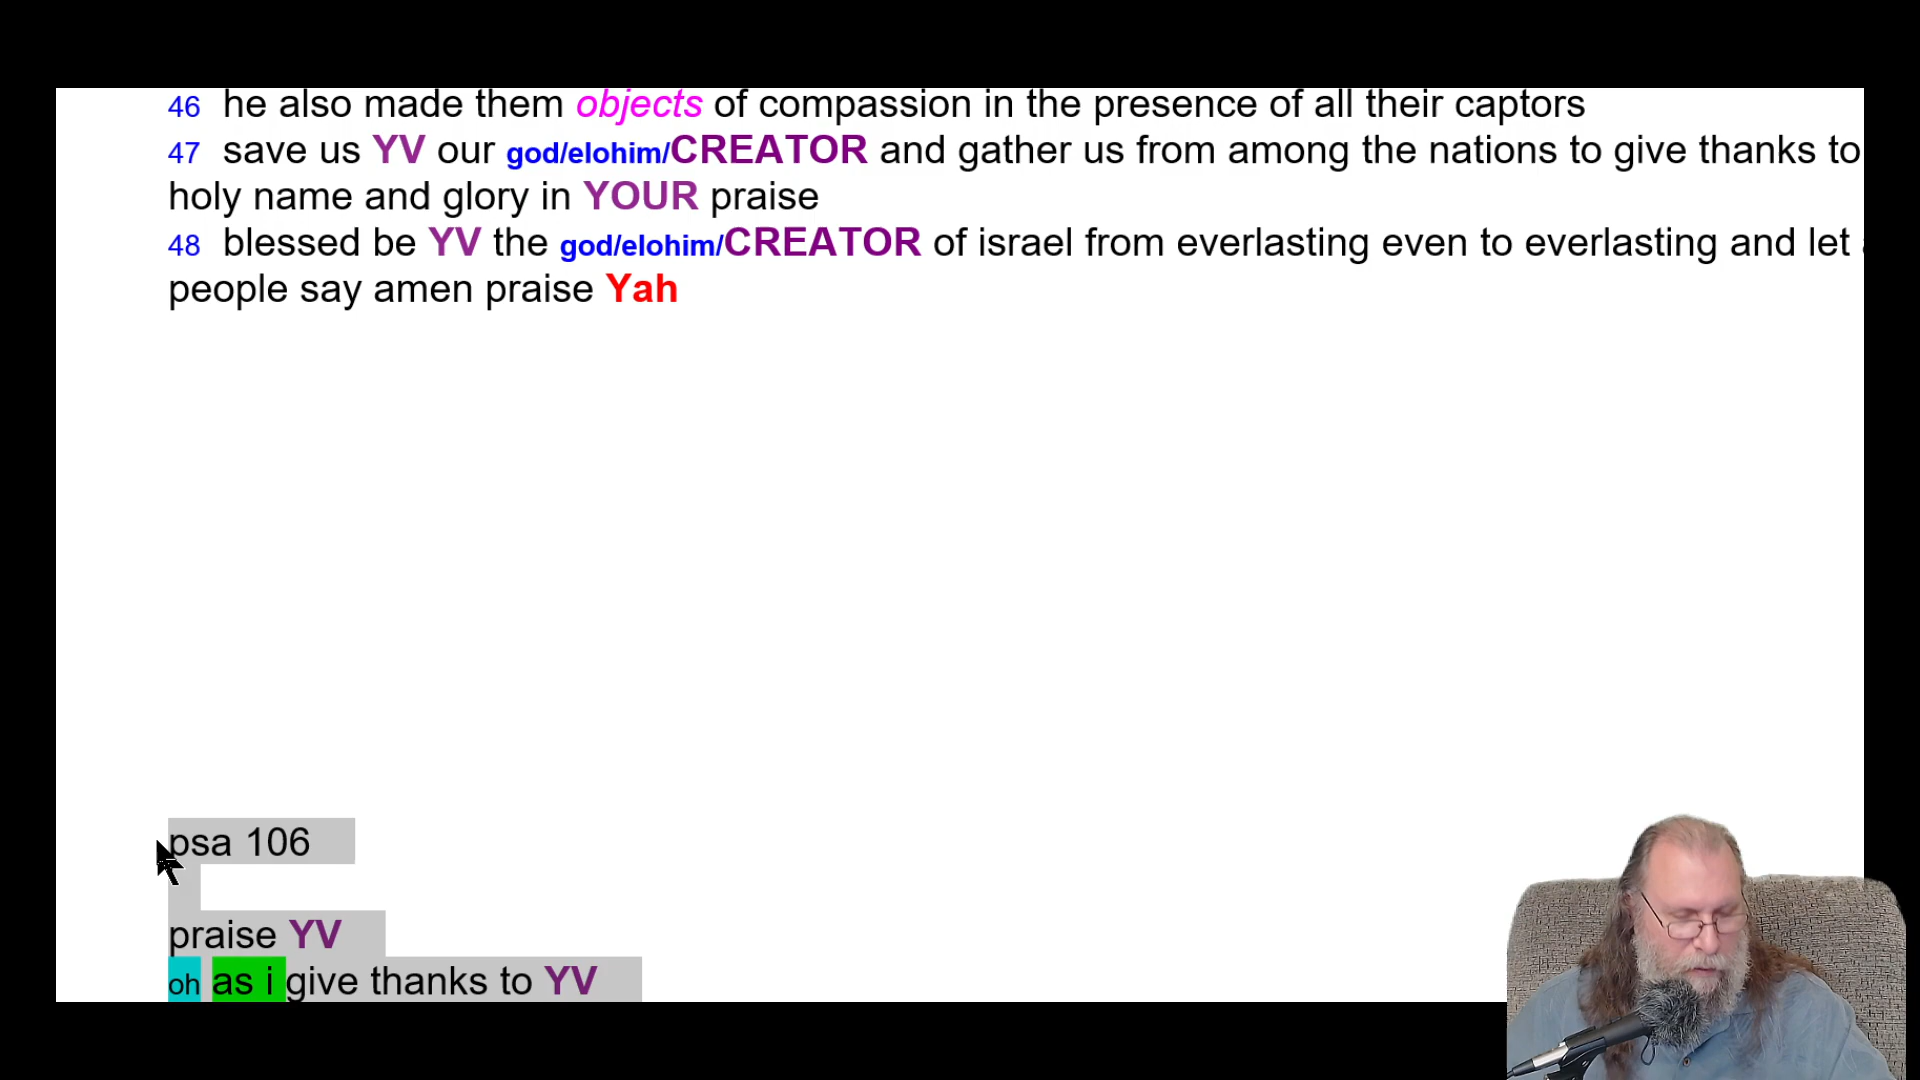 46 he also made them objects of compassion in the presence of all their captors
47 save us YV our god/elohim/CREATOR and gather us from among the nations to give thanks to
holy name and glory in YOUR praise
48 blessed be YV the god/elohim/CREATOR of israel from everlasting even to everlasting and let
people say amen praise Yah
psa 106
praise YV
oh as i give thanks to YV